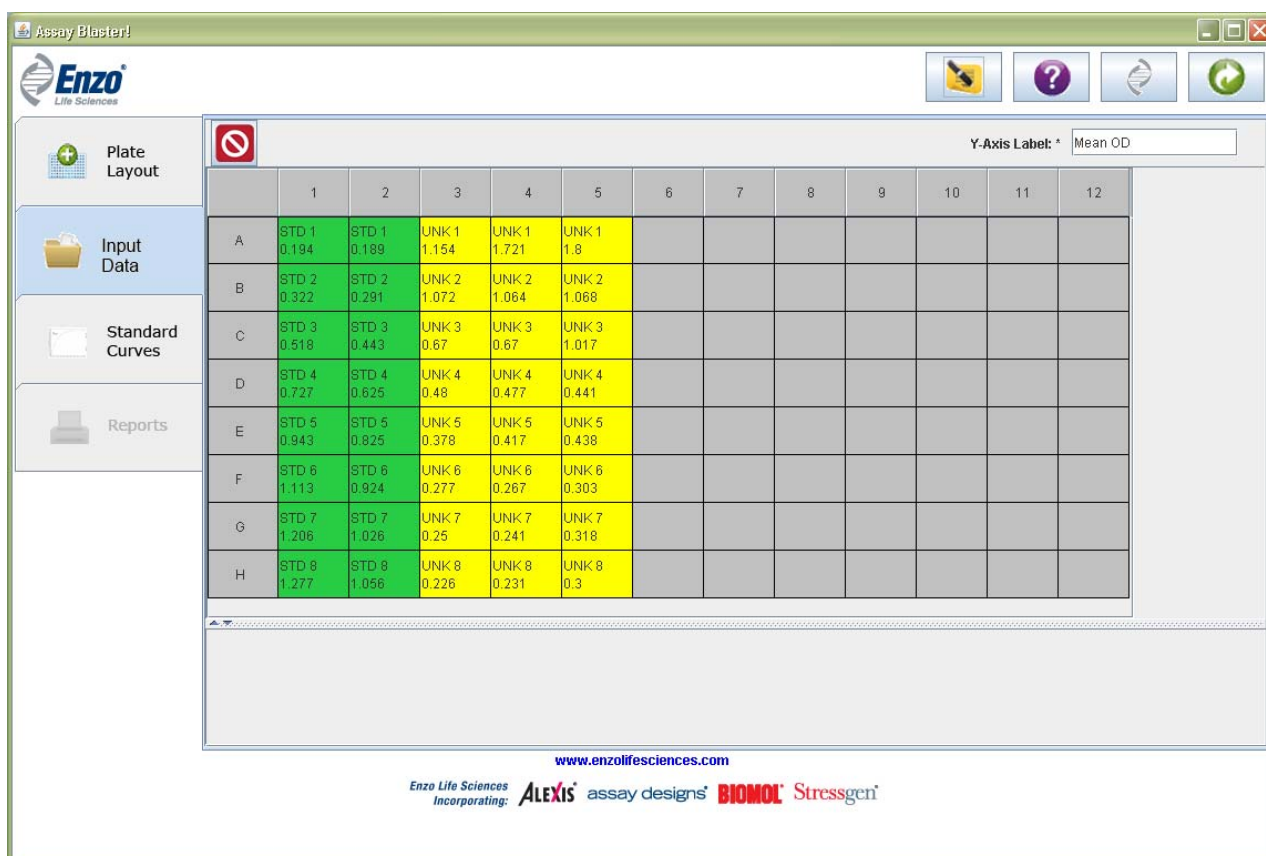 Assay Blaster!
Enzo
Life Sciences
?
Plate
Layout
Input
Data
Standard
Curves
Reports
Y-Axis Label: * Mean OD
1 2 3 4 5 6 7 8 9 10 11 12
A STD 1 STD 1 UNK 1 UNK 1 UNK 1
0.194 0.189 1.154 1.721 1.8
B STD 2 STD 2 UNK 2 UNK 2 UNK 2
0.322 0.291 1.072 1.064 1.068
C STD 3 STD 3 UNK 3 UNK 3 UNK 3
0.518 0.443 0.67 0.67 1.017
D STD 4 STD 4 UNK 4 UNK 4 UNK 4
0.727 0.625 0.48 0.477 0.441
E STD 5 STD 5 UNK 5 UNK 5 UNK 5
0.943 0.825 0.378 0.417 0.438
F STD 6 STD 6 UNK 6 UNK 6 UNK 6
1.113 0.924 0.277 0.267 0.303
G STD 7 STD 7 UNK 7 UNK 7 UNK 7
1.206 1.026 0.25 0.241 0.318
H STD 8 STD 8 UNK 8 UNK 8 UNK 8
1.277 1.056 0.226 0.231 0.3
www.enzolifesciences.com
Enzo Life Sciences
Incorporating: ALEXIS assay designs BIOMOL Stressgen